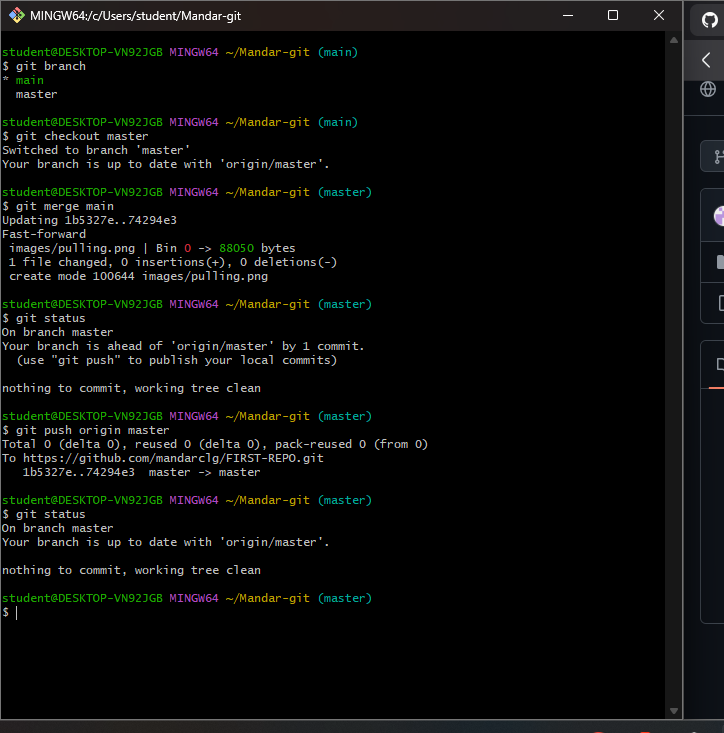 MINGW64:/c/Users/student/Mandar-git
student@DESKTOP-VN92JGB MINGW64 ~/Mandar-git (main)
$ git branch
* main
  master
student@DESKTOP-VN92JGB MINGW64 ~/Mandar-git (main)
$ git checkout master
Switched to branch 'master'
Your branch is up to date with 'origin/master'.
student@DESKTOP-VN92JGB MINGW64 ~/Mandar-git (master)
$ git merge main
Updating 1b5327e..74294e3
Fast-forward
 images/pulling.png | Bin 0 -> 88050 bytes
 1 file changed, 0 insertions(+), 0 deletions(-)
 create mode 100644 images/pulling.png
student@DESKTOP-VN92JGB MINGW64 ~/Mandar-git (master)
$ git status
On branch master
Your branch is ahead of 'origin/master' by 1 commit.
  (use "git push" to publish your local commits)
nothing to commit, working tree clean
student@DESKTOP-VN92JGB MINGW64 ~/Mandar-git (master)
$ git push origin master
Total 0 (delta 0), reused 0 (delta 0), pack-reused 0 (from 0)
To https://github.com/mandarclg/FIRST-REPO.git
   1b5327e..74294e3  master -> master
student@DESKTOP-VN92JGB MINGW64 ~/Mandar-git (master)
$ git status
On branch master
Your branch is up to date with 'origin/master'.
nothing to commit, working tree clean
student@DESKTOP-VN92JGB MINGW64 ~/Mandar-git (master)
$